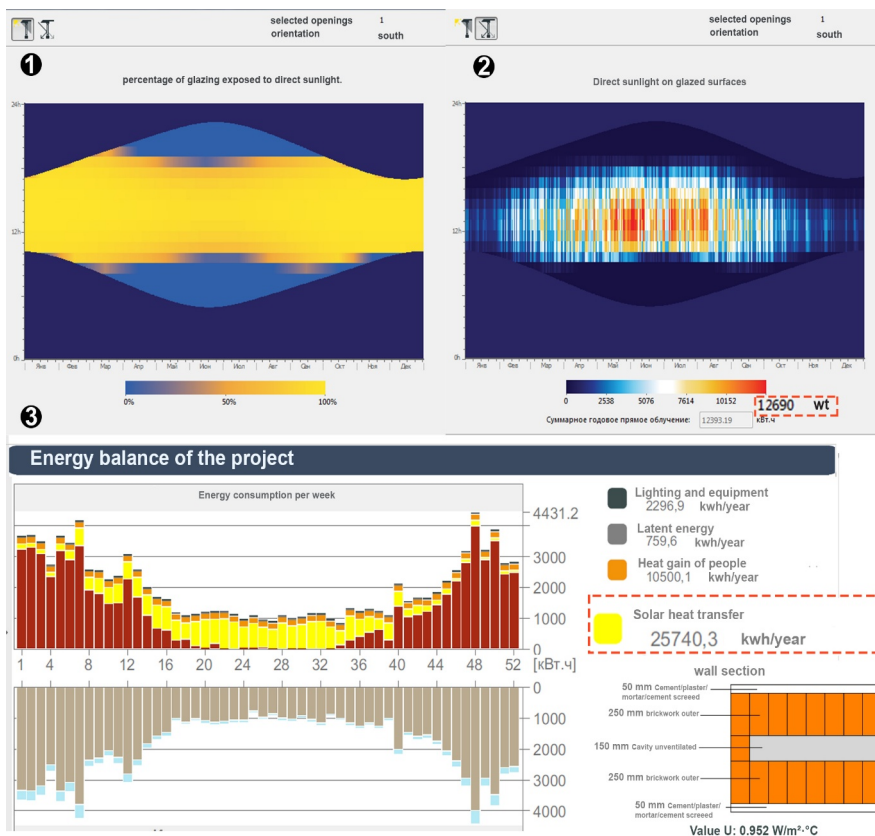 selected openings 1
orientation south
❶
percentage of glazing exposed to direct sunlight.
24h
12h
0h
Янв Фев Мар Апр Май Июн Июл Авг Сен Окт Ноя Дек
0% 50% 100%
selected openings 1
orientation south
❷
Direct sunlight on glazed surfaces
24h
12h
0h
Янв Фев Мар Апр Май Июн Июл Авг Сен Окт Ноя Дек
0 2538 5076 7614 10152 12690 wt
Суммарное годовое прямое облучение: 12393.19 кВт.ч
❸
Energy balance of the project
Energy consumption per week
4431.2
3000
2000
1000
0
1 4 8 12 16 20 24 28 32 36 40 44 48 52 [кВт.ч]
0
1000
2000
3000
4000
Lighting and equipment
2296,9 kwh/year
Latent energy
759,6 kwh/year
Heat gain of people
10500,1 kwh/year
Solar heat transfer
25740,3 kwh/year
wall section
50 mm Cement/plaster/
mortar/cement screeed
250 mm brickwork outer
150 mm Cavity unventilated
250 mm brickwork outer
50 mm Cement/plaster/
mortar/cement screeed
Value U: 0.952 W/m²·°C